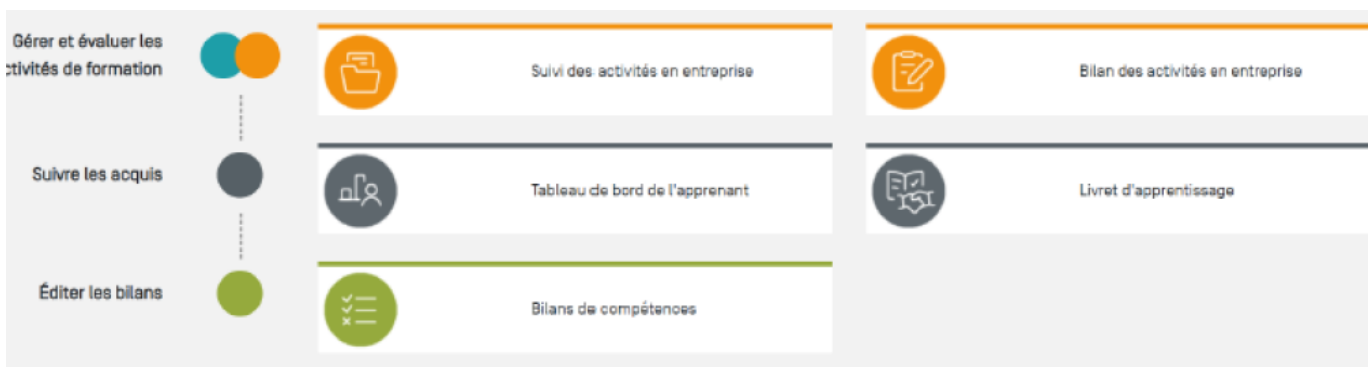 Gérer et évaluer les
ctivités de formation
Suivi des activités en entreprise
Bilan des activités en entreprise
Suivre les acquis
Tableau de bord de l'apprenant
Livret d'apprentissage
Éditer les bilans
Bilans de compétences